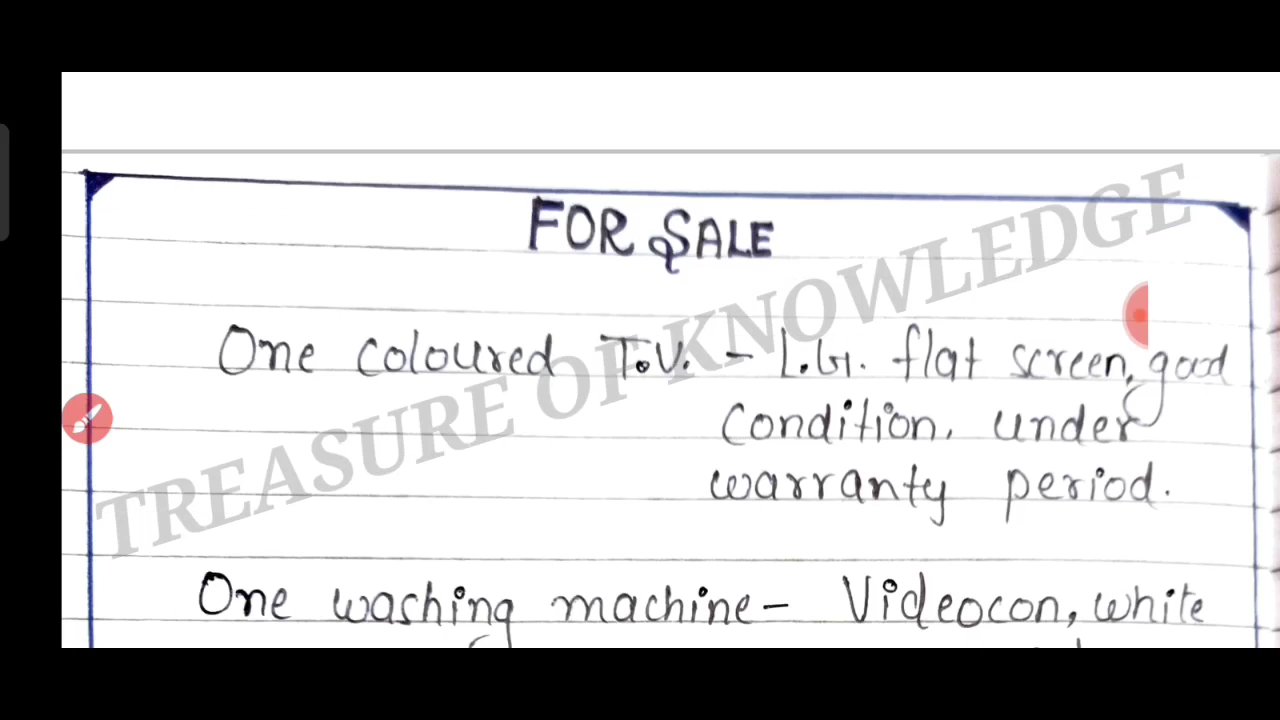 FOR SALE
One coloured T.V. - L.G. flat screen, good
condition, under
warranty period.
One washing machine - Videocon, white
TREASURE OF KNOWLEDGE